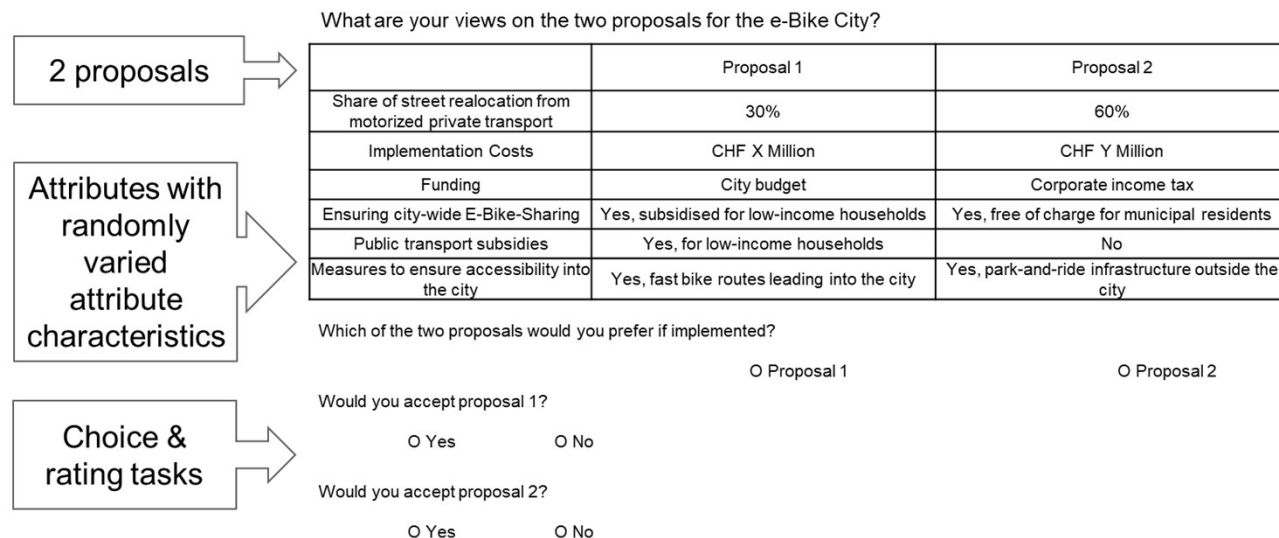 What are your views on the two proposals for the e-Bike City?
2 proposals
Proposal 1
Proposal 2
Share of street realocation from
motorized private transport
30%
60%
Implementation Costs
CHF X Million
CHF Y Million
Attributes with
randomly
varied
attribute
characteristics
Funding
City budget
Corporate income tax
Ensuring city-wide E-Bike-Sharing
Yes, subsidised for low-income households
Yes, free of charge for municipal residents
Public transport subsidies
Yes, for low-income households
No
Measures to ensure accessibility into
the city
Yes, fast bike routes leading into the city
Yes, park-and-ride infrastructure outside the
city
Which of the two proposals would you prefer if implemented?
O Proposal 1
O Proposal 2
Choice &
rating tasks
Would you accept proposal 1?
O Yes
O No
Would you accept proposal 2?
O Yes
O No